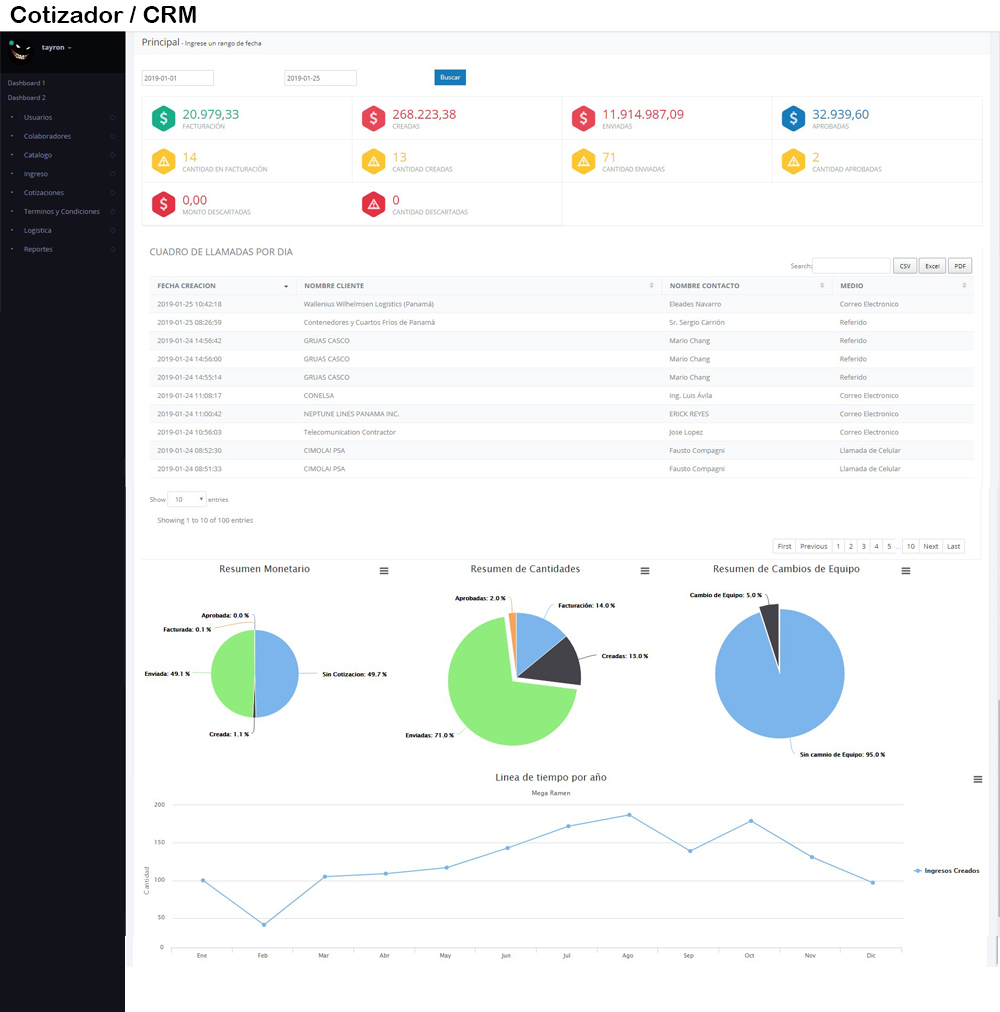 Cotizador / CRM
tayron
Dashboard 1
Dashboard 2
Usuarios
Colaboradores
Catalogo
Ingreso
Cotizaciones
Terminos y Condiciones
Logistica
Reportes
Principal - Ingrese un rango de fecha
2019-01-01 2019-01-25 Buscar
20.979,33 268.223,38 11.914.987,09 32.939,60
FACTURACIÓN CREADAS ENVIADAS APROBADAS
14 13 71 2
CANTIDAD EN FACTURACIÓN CANTIDAD CREADAS CANTIDAD ENVIADAS CANTIDAD APROBADAS
0,00 0
MONTO DESCARTADAS CANTIDAD DESCARTADAS
CUADRO DE LLAMADAS POR DIA
Search: CSV Excel PDF
FECHA CREACION NOMBRE CLIENTE NOMBRE CONTACTO MEDIO
2019-01-25 10:42:18 Wallenius Wilhelmsen Logistics (Panamá) Eleades Navarro Correo Electronico
2019-01-25 08:26:59 Contenedores y Cuartos Fríos de Panamá Sr. Sergio Carrión Referido
2019-01-24 14:56:42 GRUAS CASCO Mario Chang Referido
2019-01-24 14:56:00 GRUAS CASCO Mario Chang Referido
2019-01-24 14:55:14 GRUAS CASCO Mario Chang Referido
2019-01-24 11:08:17 CONELSA Ing. Luis Ávila Correo Electronico
2019-01-24 11:00:42 NEPTUNE LINES PANAMA INC. ERICK REYES Correo Electronico
2019-01-24 10:56:03 Telecomunication Contractor Jose Lopez Correo Electronico
2019-01-24 08:52:30 CIMOLAI PSA Fausto Compagni Llamada de Celular
2019-01-24 08:51:33 CIMOLAI PSA Fausto Compagni Llamada de Celular
Show 10 entries
Showing 1 to 10 of 100 entries
First Previous 1 2 3 4 5 ... 10 Next Last
Resumen Monetario
Aprobada: 0.0 %
Facturada: 0.1 %
Enviada: 49.1 %
Sin Cotizacion: 49.7 %
Creada: 1.1 %
Resumen de Cantidades
Aprobadas: 2.0 %
Facturación: 14.0 %
Creadas: 13.0 %
Enviadas: 71.0 %
Resumen de Cambios de Equipo
Cambio de Equipo: 5.0 %
Sin camnio de Equipo: 95.0 %
Linea de tiempo por año
Mega Ramen
Cantidad
200
150
100
50
0
Ene Feb Mar Abr May Jun Jul Ago Sep Oct Nov Dic
Ingresos Creados